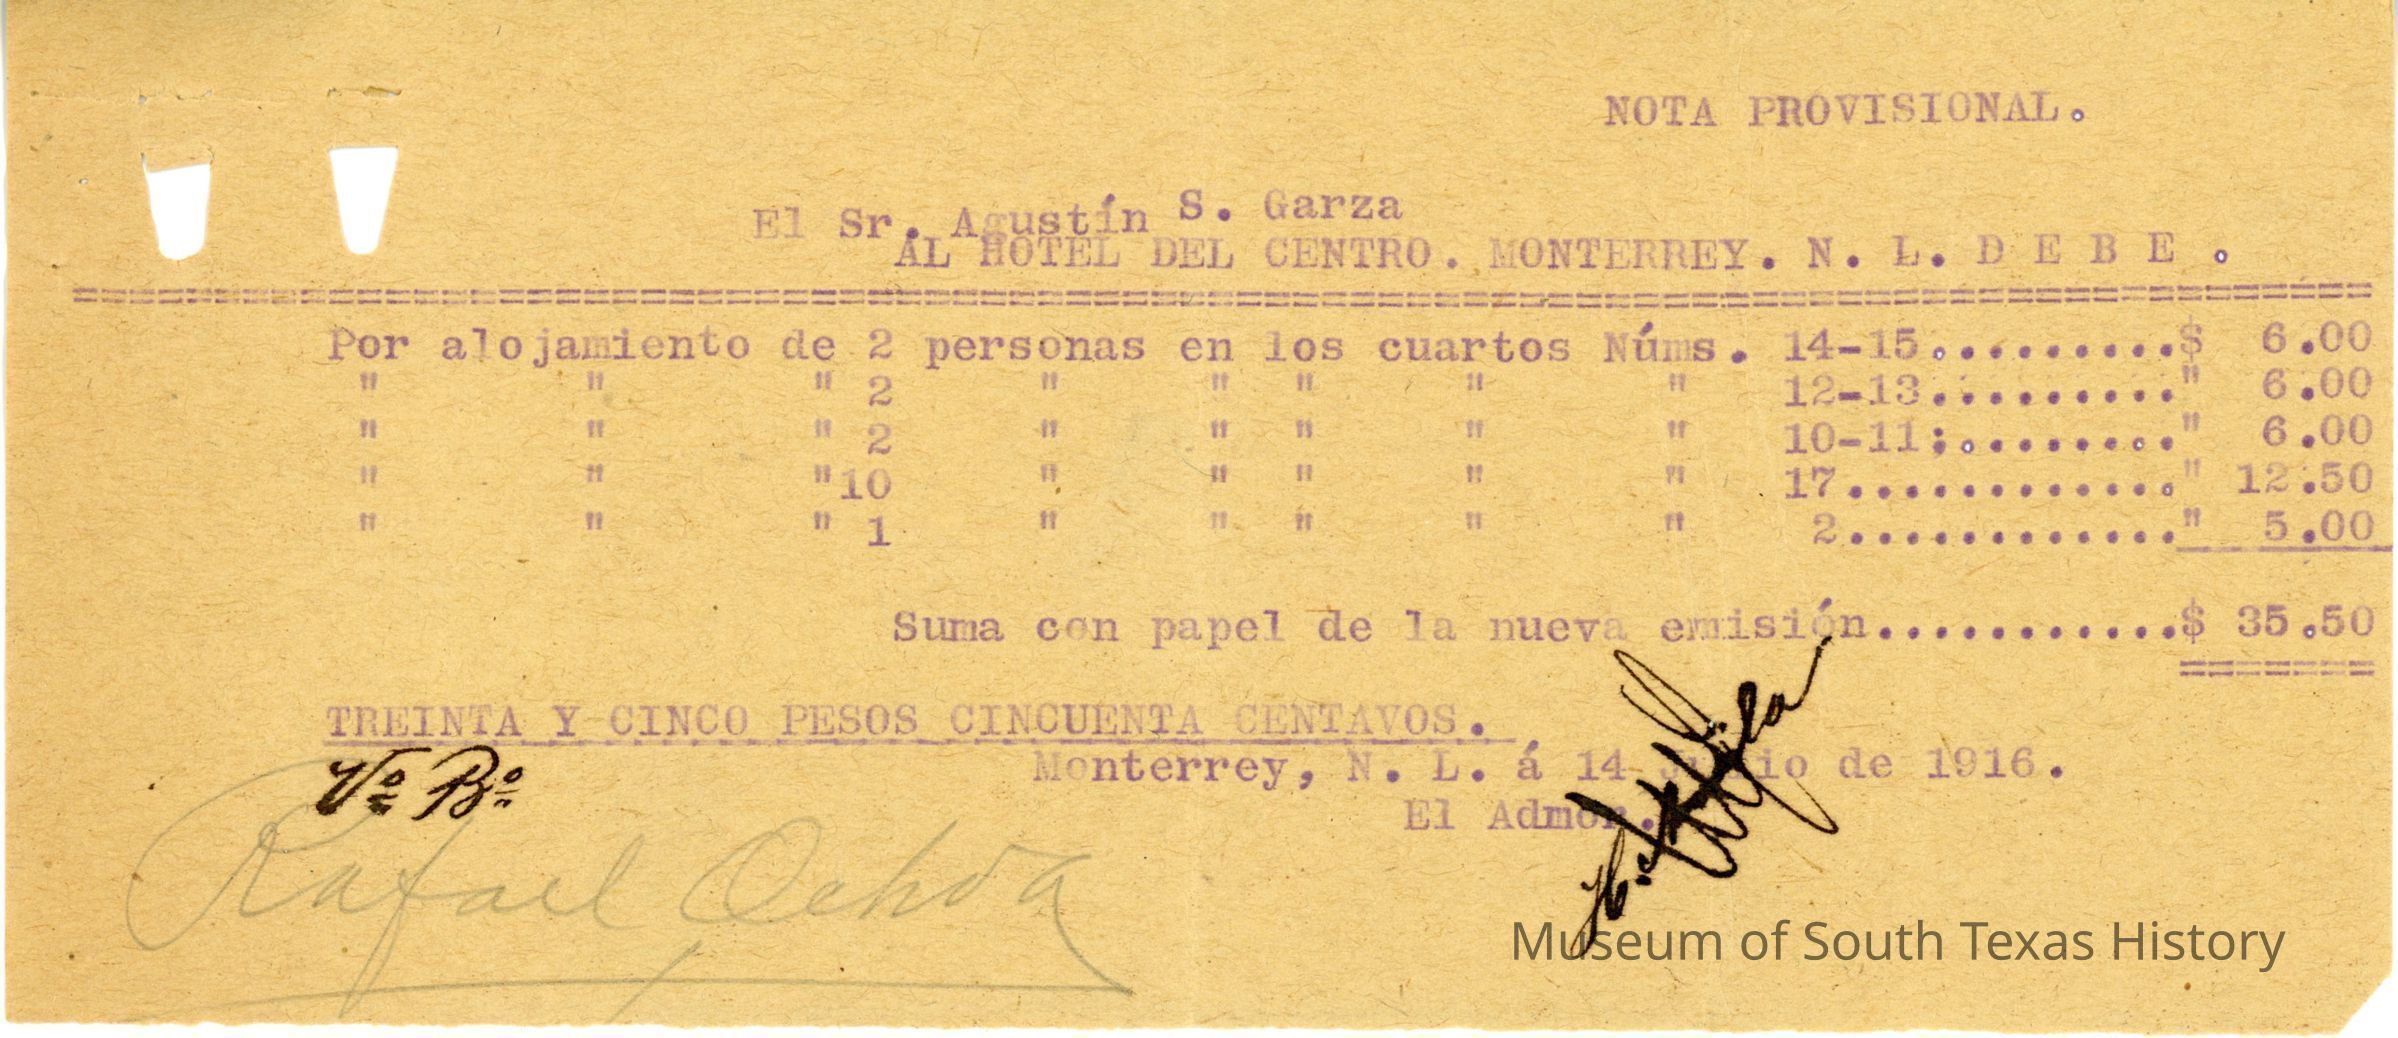 NOTA PROVISIONAL.
El Sr. Agustín S. Garza
AL HOTEL DEL CENTRO. MONTERREY. N. L. D E B E .
================================================================================
Por alojamiento de 2 personas en los cuartos Núms. 14-15.........$ 6.00
" " " 2 " " " " " 12-13........." 6.00
" " " 2 " " " " " 10-11;........" 6.00
" " "10 " " " " " 17............" 12.50
" " " 1 " " " " " 2............" 5.00
Suma con papel de la nueva emisión...........$ 35.50
=======
TREINTA Y CINCO PESOS CINCUENTA CENTAVOS.
Monterrey, N. L. á 14 de 1916.
Vº Bº
El Admor.
Rafael Ochoa
Museum of South Texas History